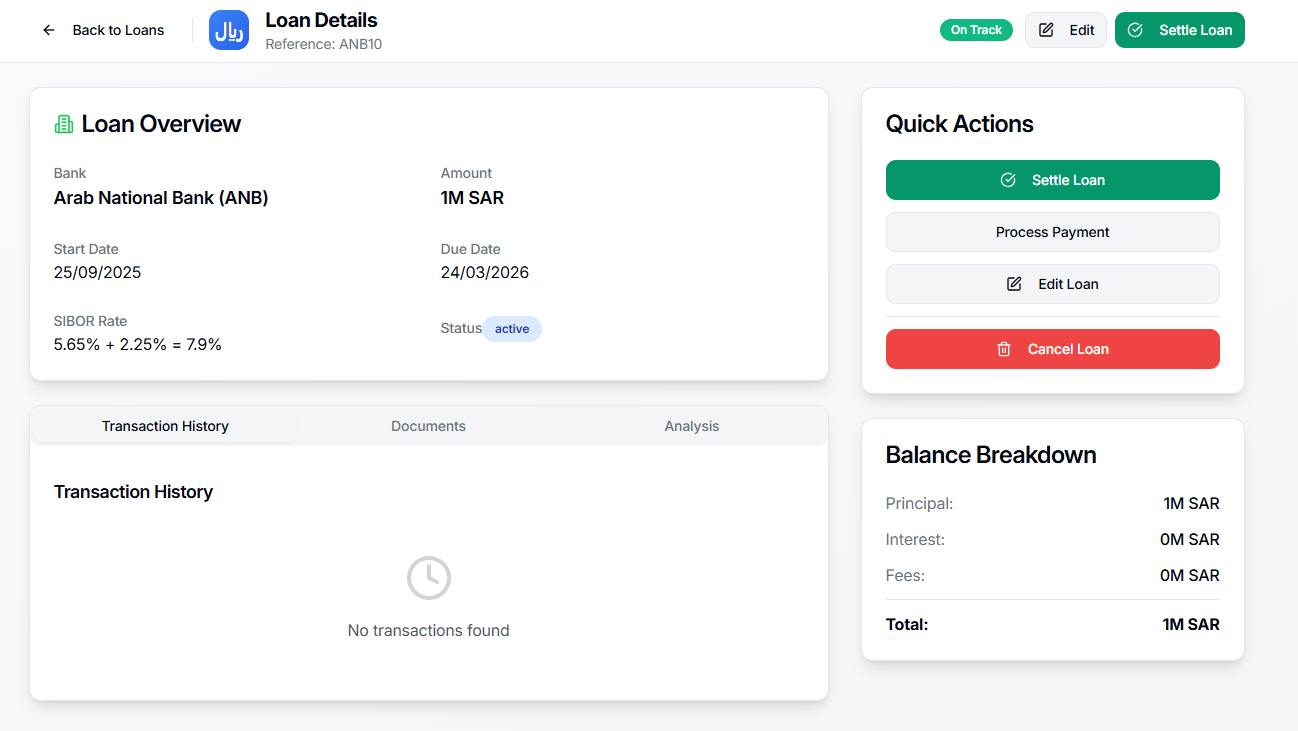 Back to Loans
ريال
Loan Details
Reference: ANB10
On Track
Edit
Settle Loan
Loan Overview
Bank
Arab National Bank (ANB)
Amount
1M SAR
Start Date
25/09/2025
Due Date
24/03/2026
SIBOR Rate
5.65% + 2.25% = 7.9%
Status active
Quick Actions
Settle Loan
Process Payment
Edit Loan
Cancel Loan
Transaction History
Documents
Analysis
Transaction History
No transactions found
Balance Breakdown
Principal: 1M SAR
Interest: 0M SAR
Fees: 0M SAR
Total: 1M SAR